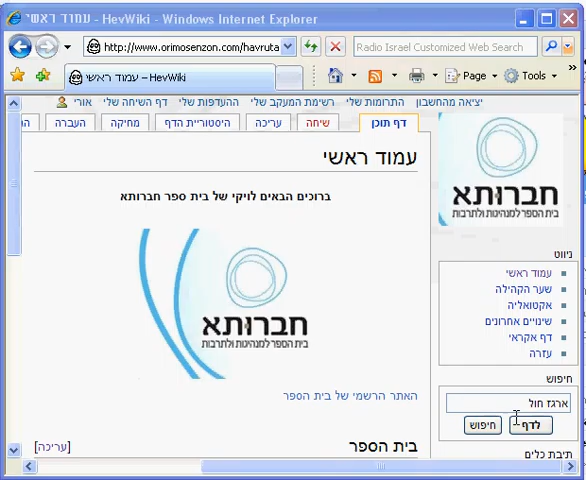 עמוד ראשי - HevWiki - Windows Internet Explorer
http://www.orimosenzon.com/havruta
Radio Israel Customized Web Search
עמוד ראשי – HevWiki
Page
Tools
אורי דף השיחה שלי ההעדפות שלי רשימת המעקב שלי התרומות שלי יציאה מהחשבון
דף תוכן שיחה עריכה היסטוריית הדף מחיקה העברה
עמוד ראשי
ברוכים הבאים לויקי של בית ספר חברותא
חברותא
בית הספר למנהיגות ולתרבות
האתר הרשמי של בית הספר
בית הספר
[עריכה]
חברותא
בית הספר למנהיגות ולתרבות
ניווט
עמוד ראשי
שער הקהילה
אקטואליה
שינויים אחרונים
דף אקראי
עזרה
חיפוש
ארגז חול
לדף חיפוש
תיבת כלים